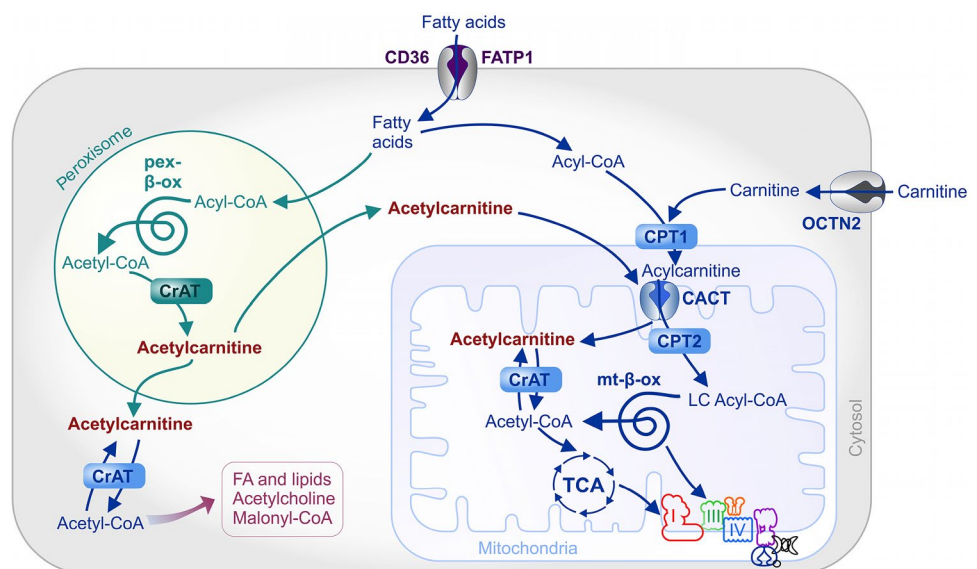 Fatty acids
CD36
FATP1
Fatty
acids
Peroxisome
pex-
β-ox
Acyl-CoA
Acyl-CoA
Carnitine
Carnitine
OCTN2
Acetylcarnitine
CPT1
Acetyl-CoA
CrAT
Acylcarnitine
CACT
Acetylcarnitine
Acetylcarnitine
CPT2
CrAT
mt-β-ox
LC Acyl-CoA
Acetylcarnitine
Acetyl-CoA
Cytosol
CrAT
FA and lipids
Acetylcholine
Malonyl-CoA
Acetyl-CoA
TCA
I
III
IV
Mitochondria